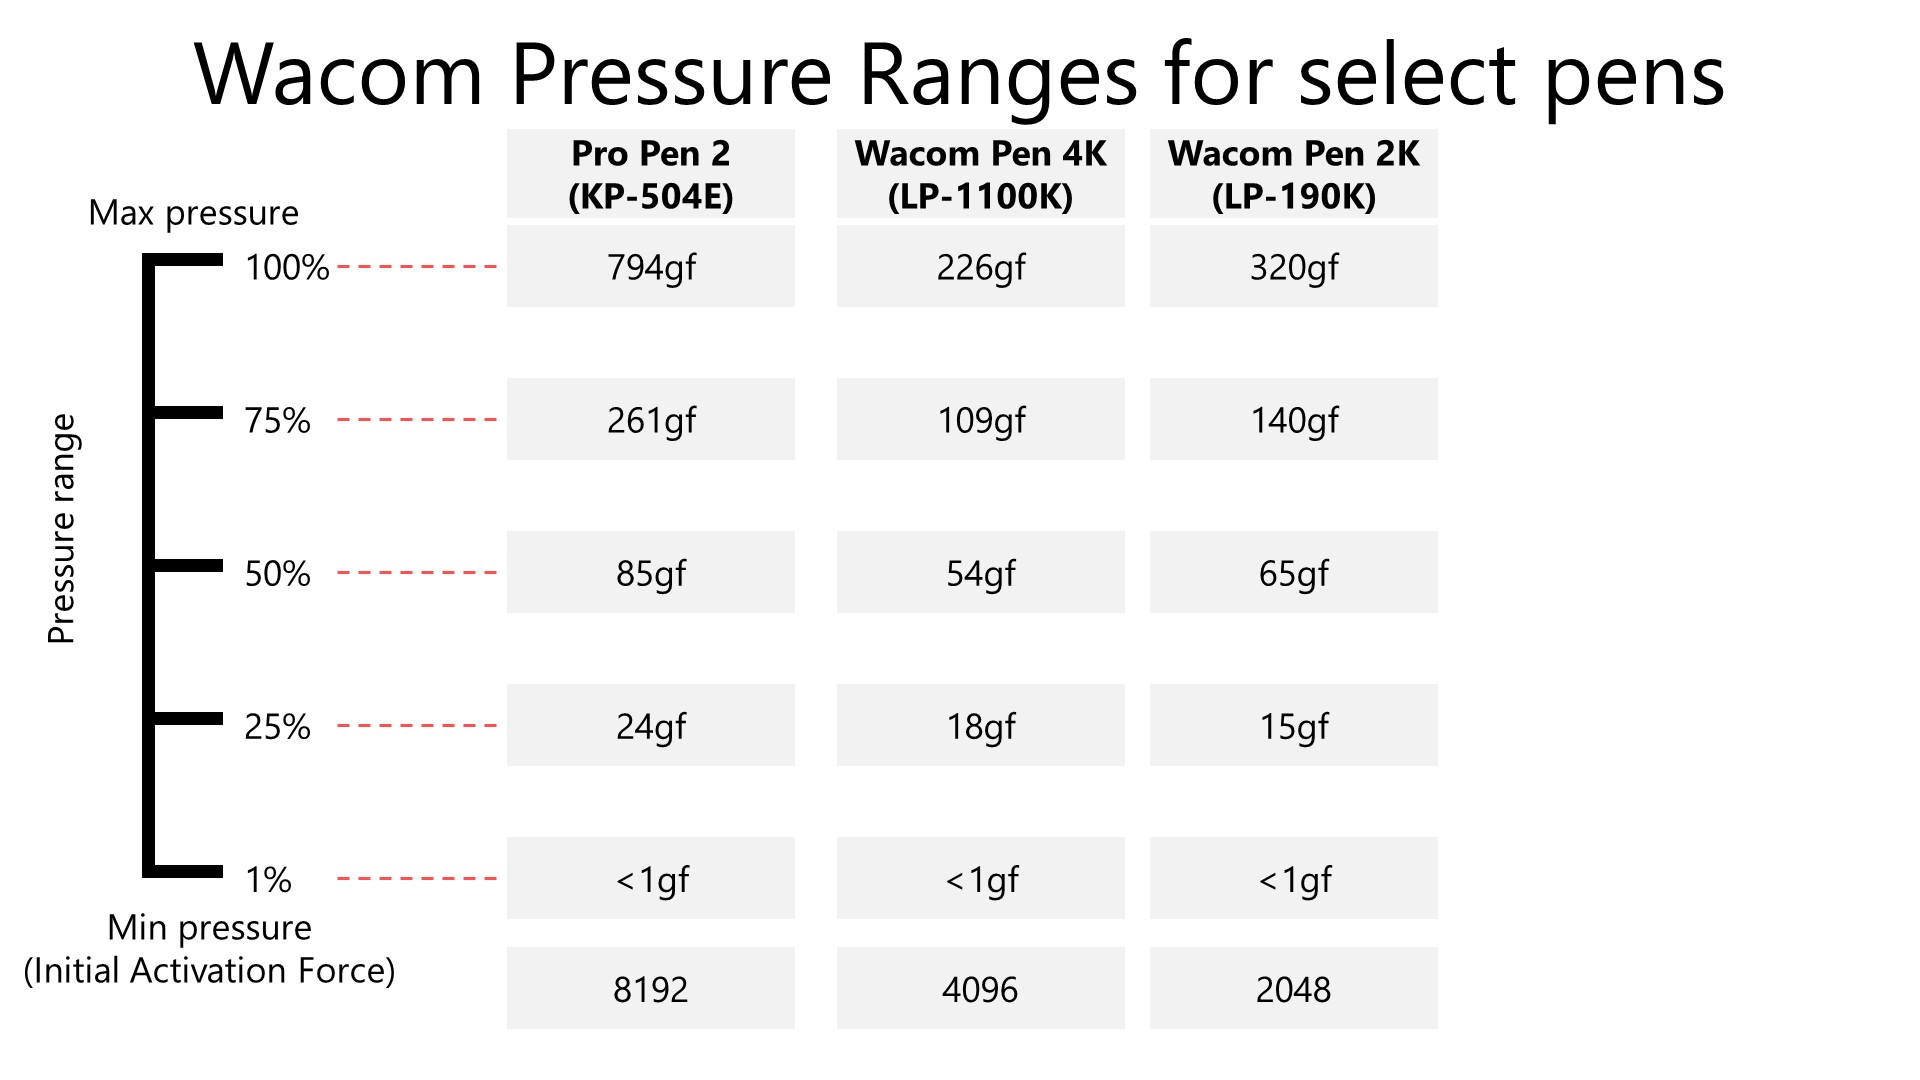 Wacom Pressure Ranges for select pens
Pro Pen 2
(KP-504E)
Wacom Pen 4K
(LP-1100K)
Wacom Pen 2K
(LP-190K)
Max pressure
100%
794gf
226gf
320gf
75%
261gf
109gf
140gf
Pressure range
50%
85gf
54gf
65gf
25%
24gf
18gf
15gf
1%
<1gf
<1gf
<1gf
Min pressure
(Initial Activation Force)
8192
4096
2048